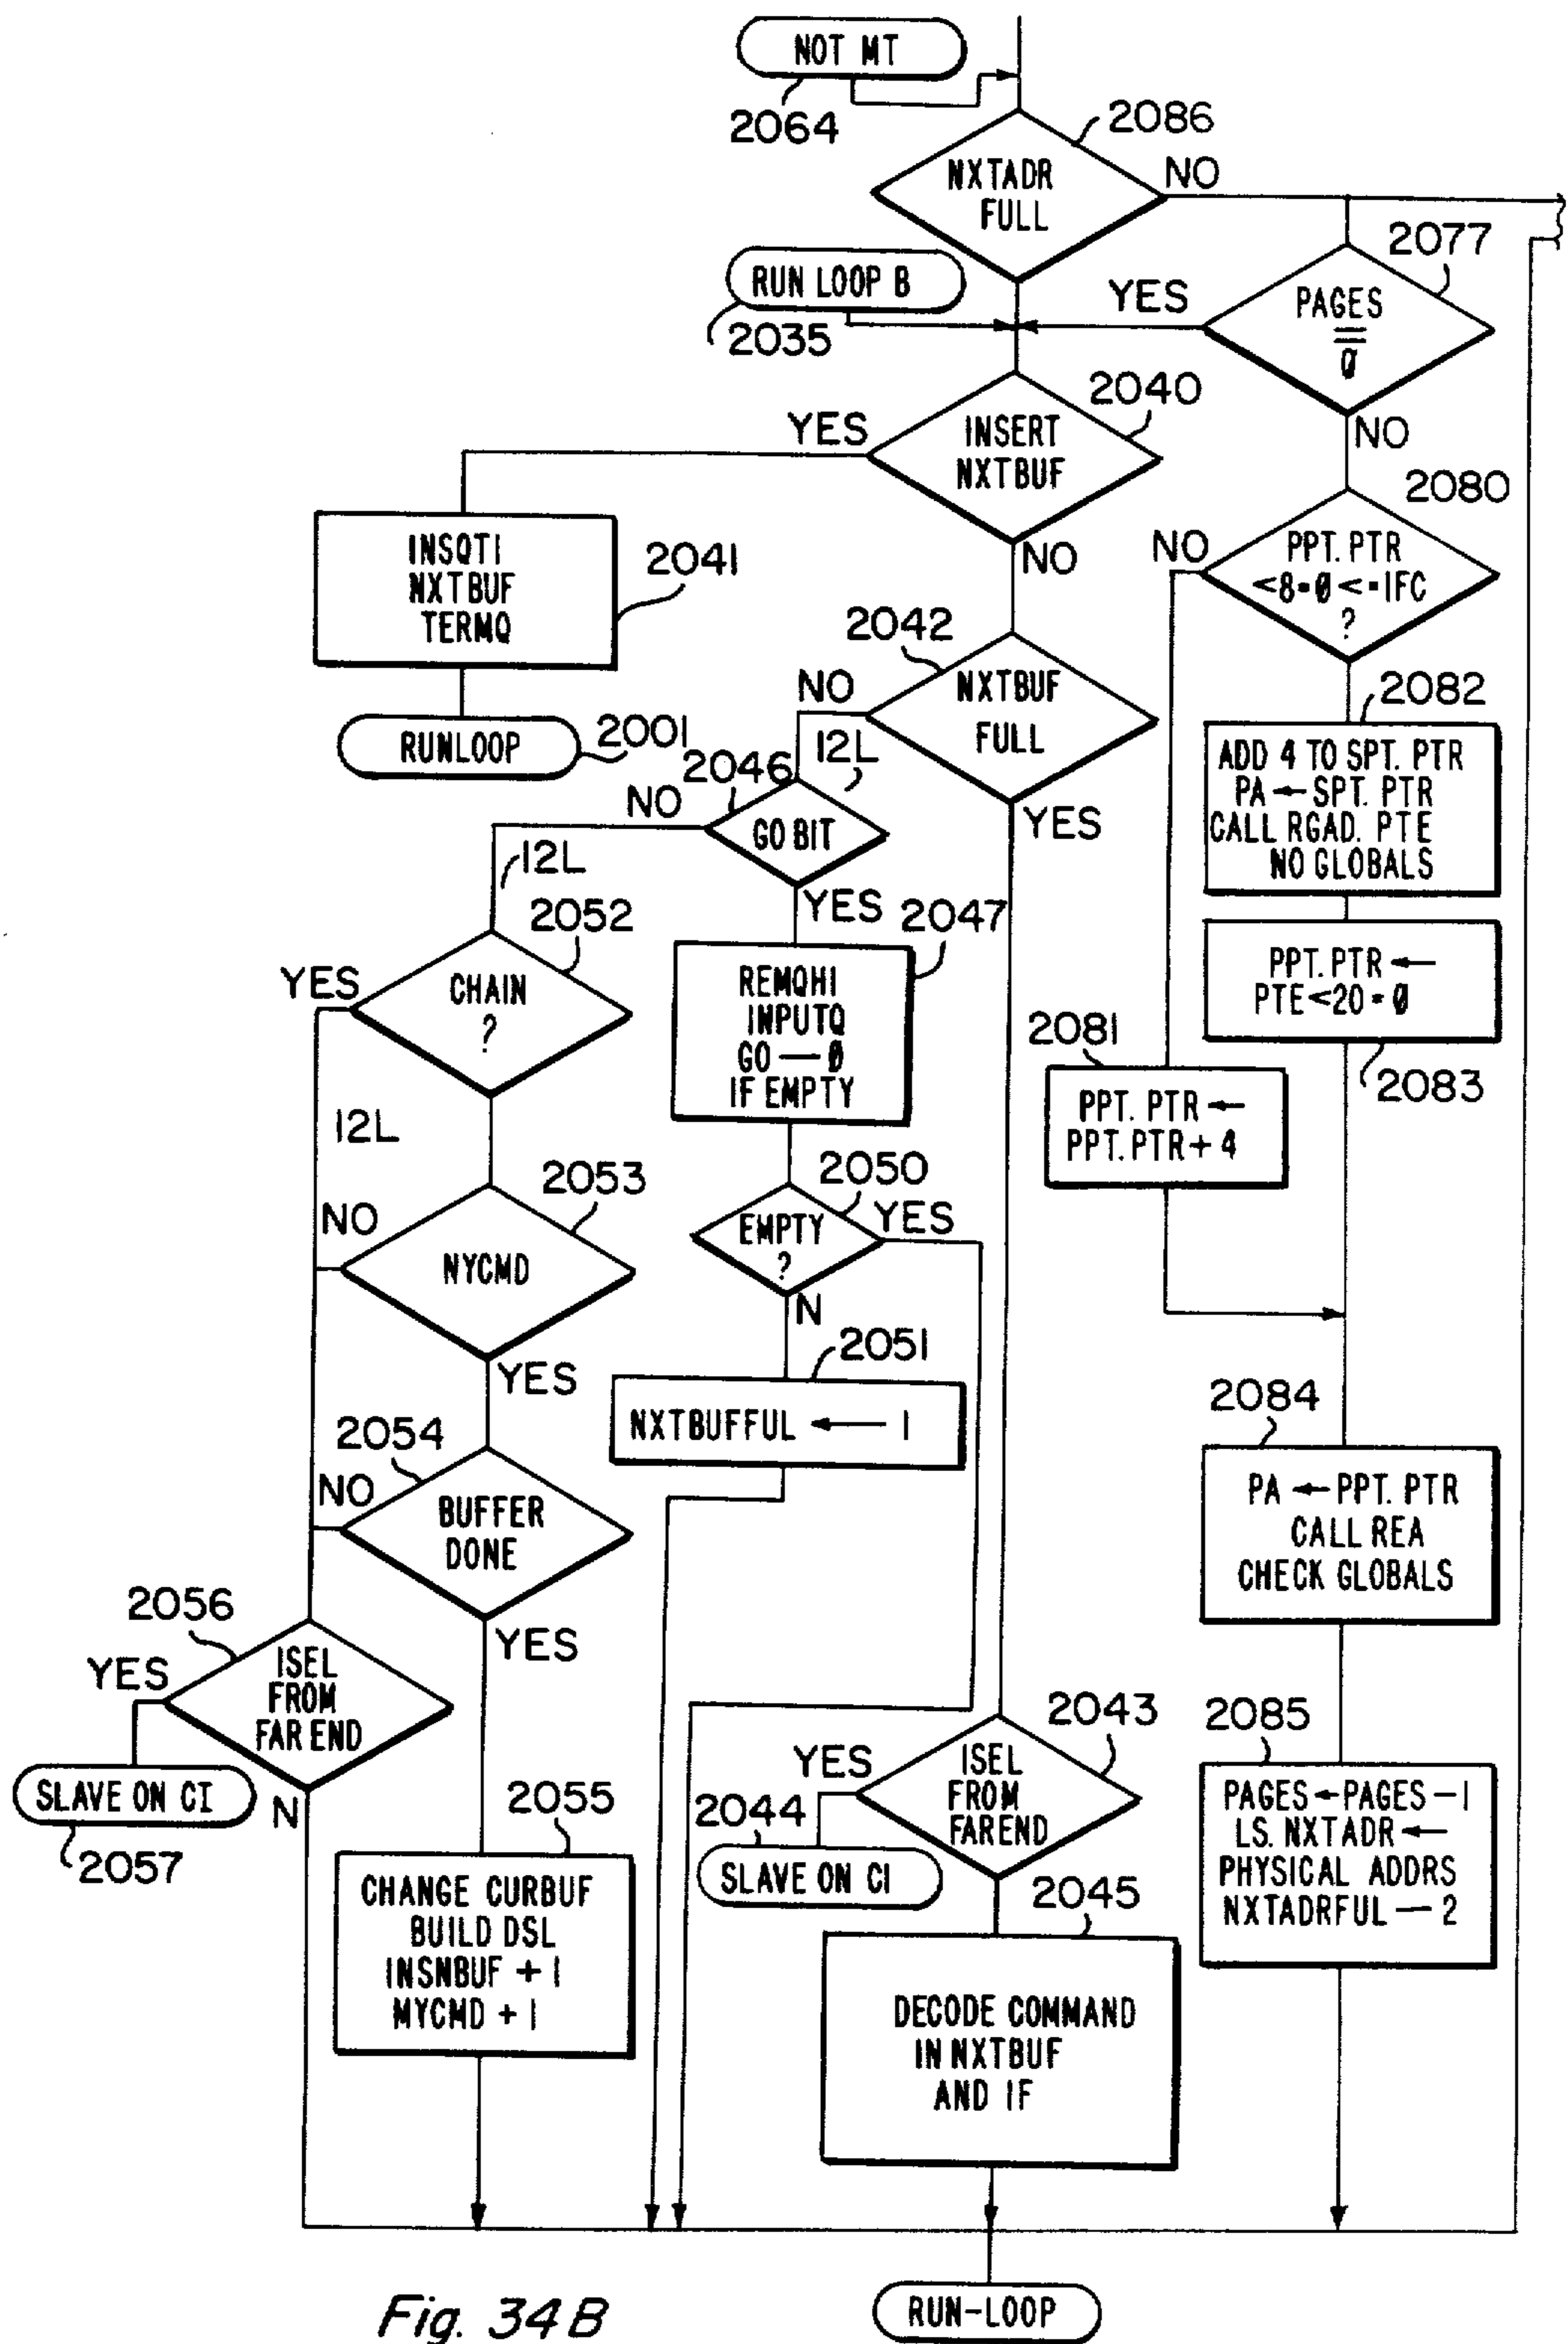 NOT MT
2064
2086
NXTADR
FULL
NO
2077
RUN LOOP B
2035
YES
PAGES
=
0
NO
2040
YES
INSERT
NXTBUF
NO
2080
NO
PPT. PTR
<8•0<•IFC
?
INSQTI
NXTBUF
TERMQ
2041
RUNLOOP
2001
2042
NO
NXTBUF
FULL
YES
2082
ADD 4 TO SPT. PTR
PA ← SPT. PTR
CALL RGAD. PTE
NO GLOBALS
12L
2046
NO
GO BIT
YES
12L
2052
YES
CHAIN
?
2047
REMQHI
INPUTQ
GO — 0
IF EMPTY
PPT. PTR ←
PTE<20•0
2083
2081
PPT. PTR ←
PPT. PTR + 4
12L
2053
NO
NYCMD
YES
2050
EMPTY
?
YES
N
2051
NXTBUFFUL ← 1
2084
PA ← PPT. PTR
CALL REA
CHECK GLOBALS
2054
NO
BUFFER
DONE
YES
2056
YES
ISEL
FROM
FAR END
N
SLAVE ON CI
2057
2055
CHANGE CURBUF
BUILD DSL
INSNBUF + 1
MYCMD + 1
2043
YES
ISEL
FROM
FAR END
2044
SLAVE ON CI
2045
DECODE COMMAND
IN NXTBUF
AND IF
2085
PAGES ← PAGES - 1
LS. NXTADR ←
PHYSICAL ADDRS
NXTADRFUL — 2
RUN-LOOP
Fig. 34B